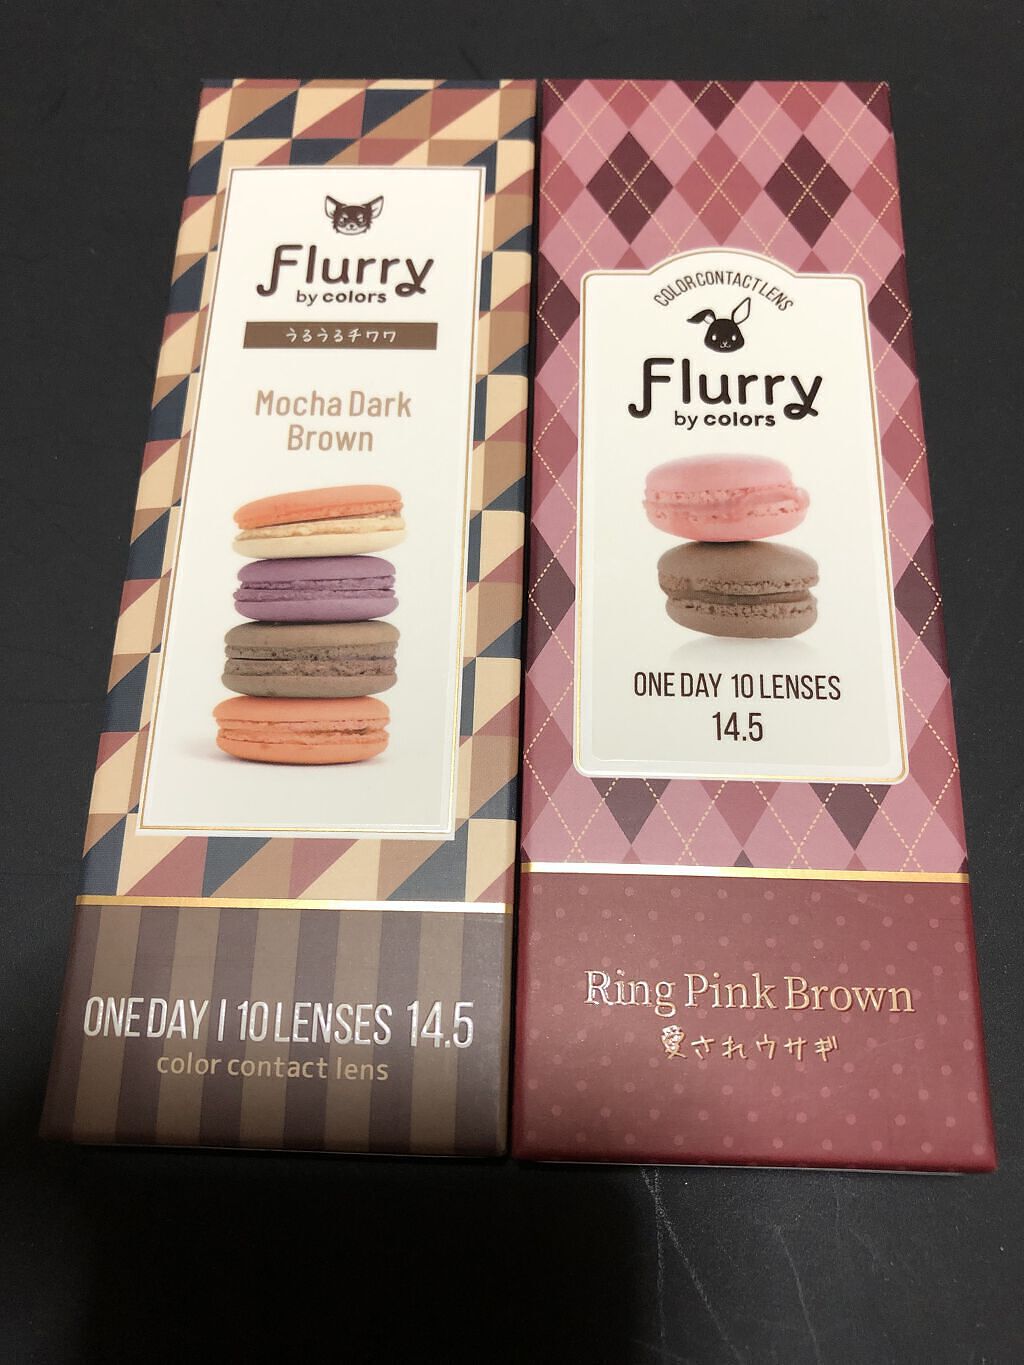 Flurry
by colors
うるうるチワワ
Mocha Dark
Brown
ONE DAY | 10 LENSES 14.5
color contact lens
COLOR CONTACT LENS
Flurry
by colors
ONE DAY 10 LENSES
14.5
Ring Pink Brown
愛されウサギ